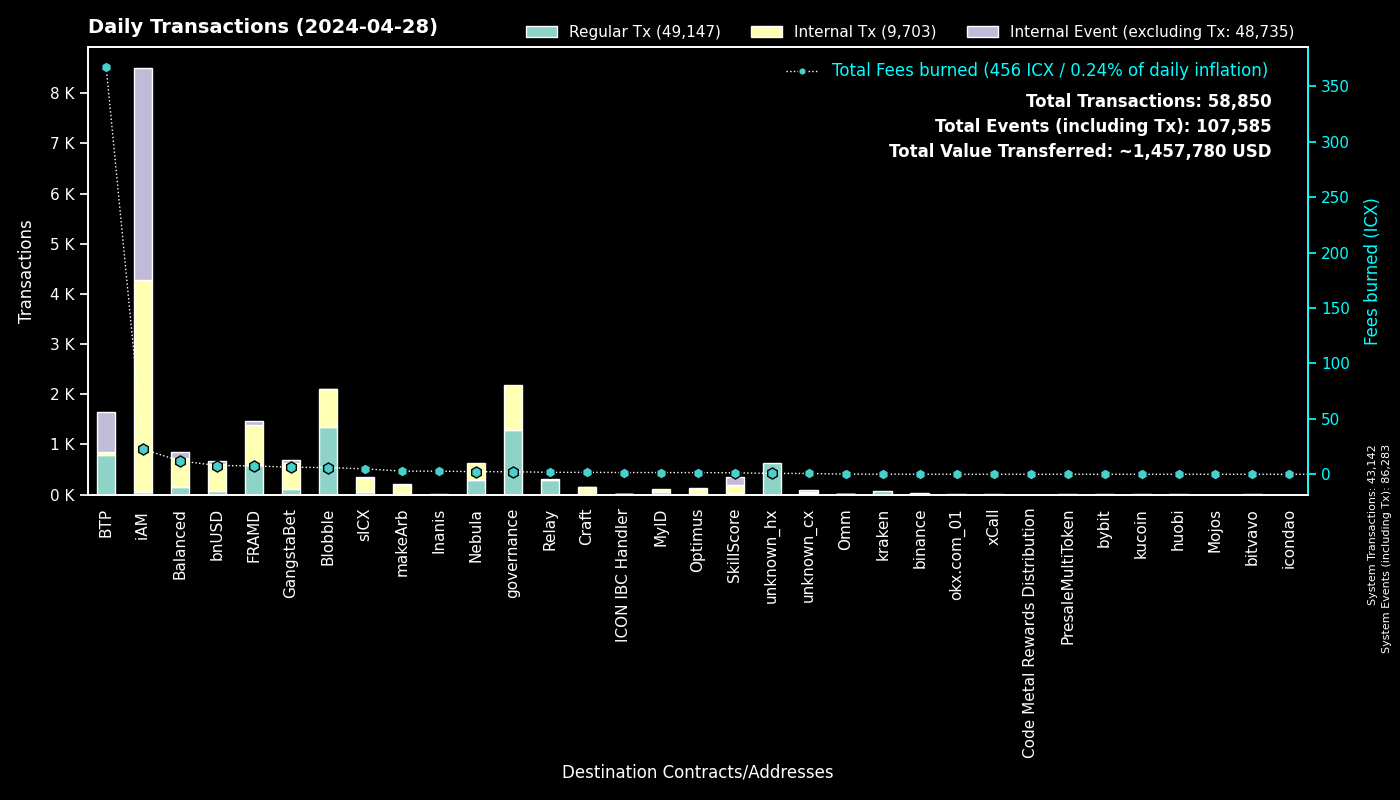 Daily Transactions (2024-04-28)
Regular Tx (49,147)
Internal Tx (9,703)
Internal Event (excluding Tx: 48,735)
Total Fees burned (456 ICX / 0.24% of daily inflation)
Total Transactions: 58,850
Total Events (including Tx): 107,585
Total Value Transferred: ~1,457,780 USD
Transactions
8 K
7 K
6 K
5 K
4 K
3 K
2 K
1 K
0 K
350
300
250
200
150
100
50
0
Fees burned (ICX)
BTP
iAM
Balanced
bnUSD
FRAMD
GangstaBet
Blobble
sICX
makeArb
Inanis
Nebula
governance
Relay
Craft
ICON IBC Handler
MyID
Optimus
SkillScore
unknown_hx
unknown_cx
Omm
kraken
binance
okx.com_01
xCall
Code Metal Rewards Distribution
PresaleMultiToken
bybit
kucoin
huobi
Mojos
bitvavo
icondao
Destination Contracts/Addresses
System Transactions: 43,142
System Events (including Tx): 86,283